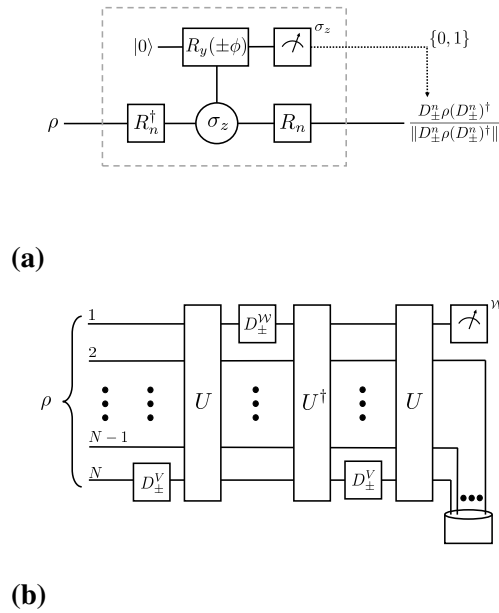 |0⟩ R_y(±ϕ) σ_z {0, 1}
ρ R_n^† σ_z R_n D_±^n ρ(D_±^n)^† / ‖D_±^n ρ(D_±^n)^†‖
(a)
1 D_±^𝒲 𝒲
2
ρ U U^† U
N − 1
N D_±^V D_±^V
(b)